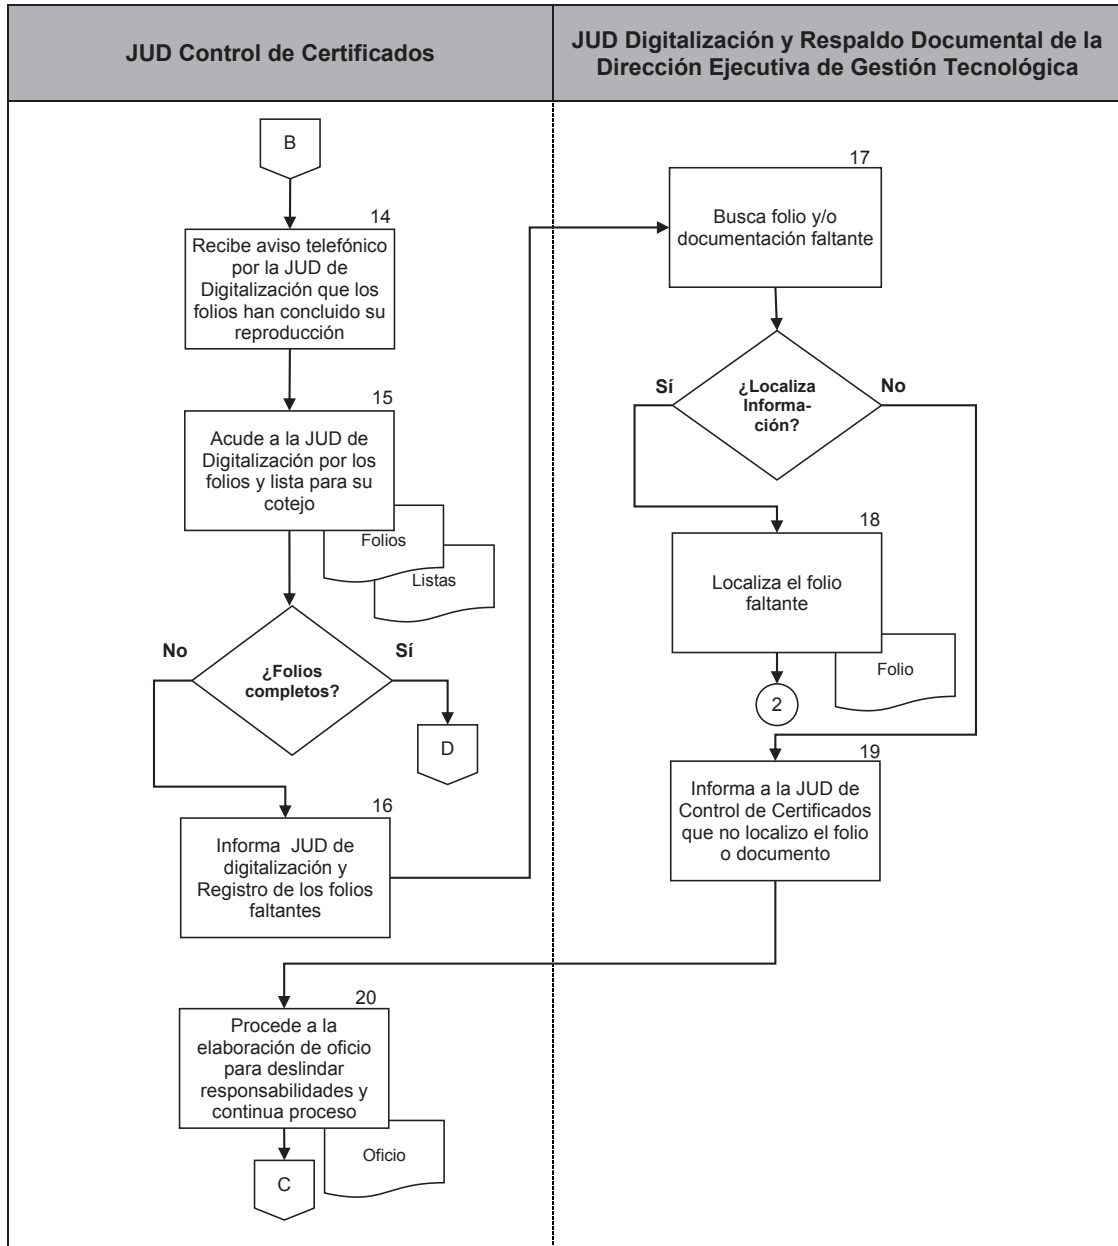 JUD Control de Certificados
JUD Digitalización y Respaldo Documental de la
Dirección Ejecutiva de Gestión Tecnológica
B
14
Recibe aviso telefónico
por la JUD de
Digitalización que los
folios han concluido su
reproducción
15
Acude a la JUD de
Digitalización por los
folios y lista para su
cotejo
Folios
Listas
No
Sí
¿Folios
completos?
D
16
Informa JUD de
digitalización y
Registro de los folios
faltantes
17
Busca folio y/o
documentación faltante
Sí
No
¿Localiza
Informa-
ción?
18
Localiza el folio
faltante
Folio
2
19
Informa a la JUD de
Control de Certificados
que no localizo el folio
o documento
20
Procede a la
elaboración de oficio
para deslindar
responsabilidades y
continua proceso
Oficio
C